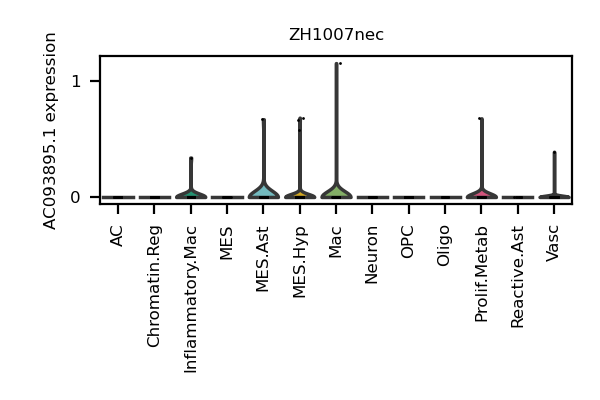 ZH1007nec
AC093895.1 expression
1
0
AC
Chromatin.Reg
Inflammatory.Mac
MES
MES.Ast
MES.Hyp
Mac
Neuron
OPC
Oligo
Prolif.Metab
Reactive.Ast
Vasc